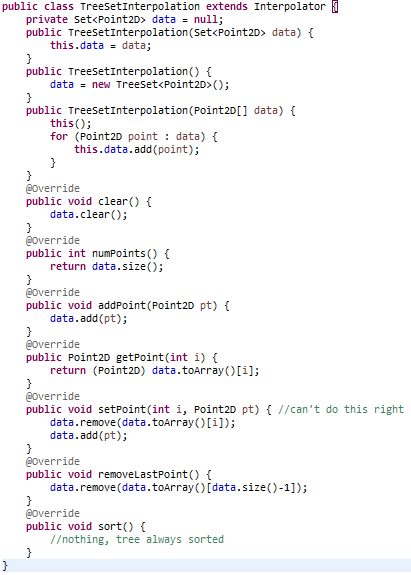 public class TreeSetInterpolation extends Interpolator {
    private Set<Point2D> data = null;
    public TreeSetInterpolation(Set<Point2D> data) {
        this.data = data;
    }
    public TreeSetInterpolation() {
        data = new TreeSet<Point2D>();
    }
    public TreeSetInterpolation(Point2D[] data) {
        this();
        for (Point2D point : data) {
            this.data.add(point);
        }
    }
    @Override
    public void clear() {
        data.clear();
    }
    @Override
    public int numPoints() {
        return data.size();
    }
    @Override
    public void addPoint(Point2D pt) {
        data.add(pt);
    }
    @Override
    public Point2D getPoint(int i) {
        return (Point2D) data.toArray()[i];
    }
    @Override
    public void setPoint(int i, Point2D pt) { //can't do this right
        data.remove(data.toArray()[i]);
        data.add(pt);
    }
    @Override
    public void removeLastPoint() {
        data.remove(data.toArray()[data.size()-1]);
    }
    @Override
    public void sort() {
        //nothing, tree always sorted
    }
}